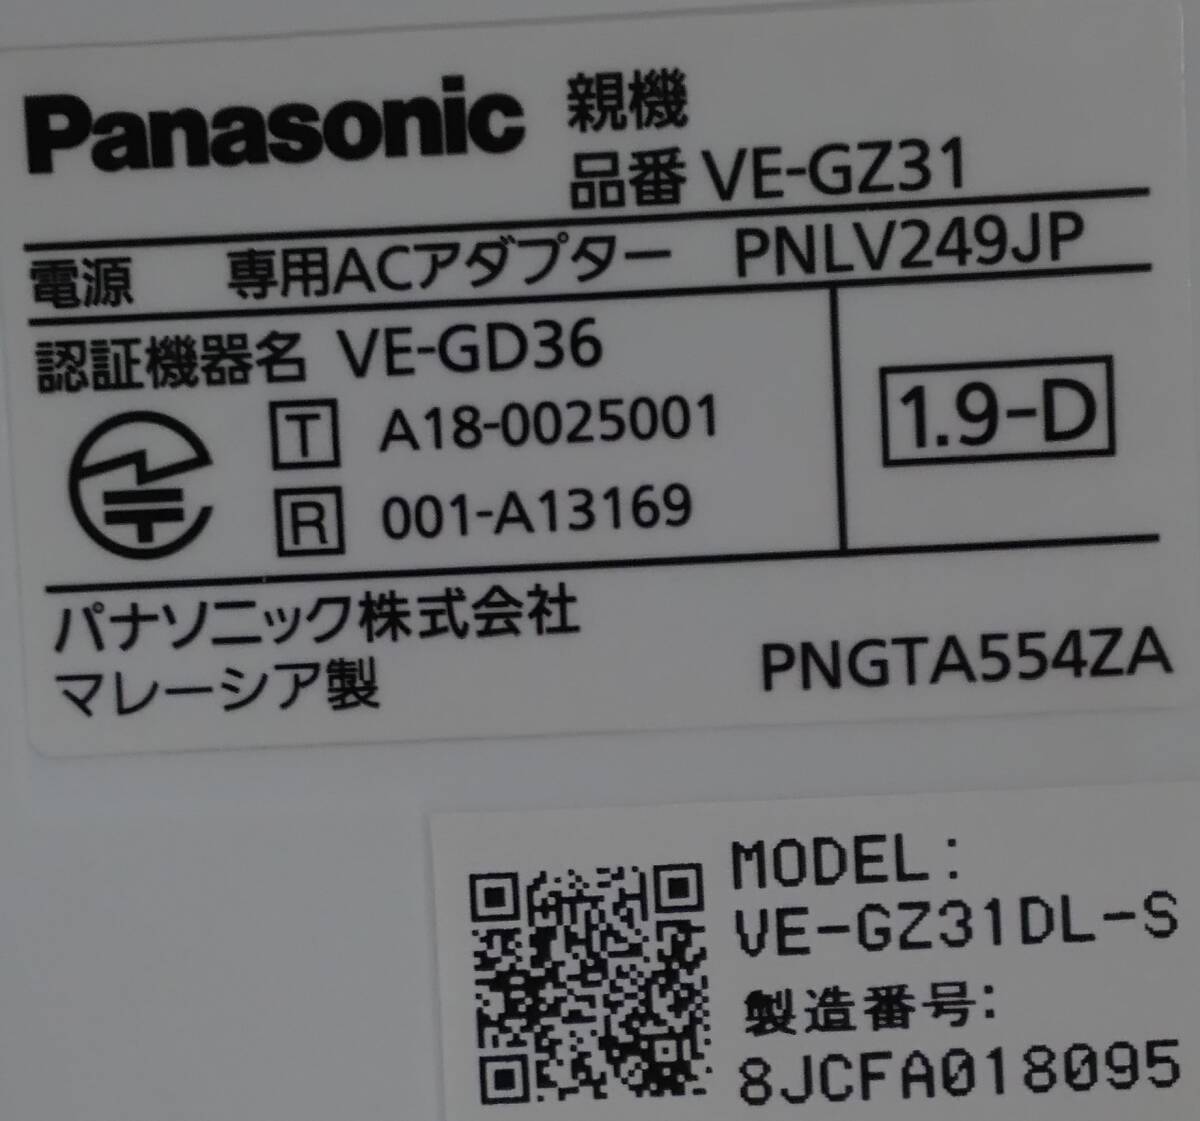 Panasonic 親機
品番 VE-GZ31
電源 専用ACアダプター PNLV249JP
認証機器名 VE-GD36
T A18-0025001
R 001-A13169
1.9-D
パナソニック株式会社
マレーシア製
PNGTA554ZA
MODEL:
VE-GZ31DL-S
製造番号:
8JCFA018095